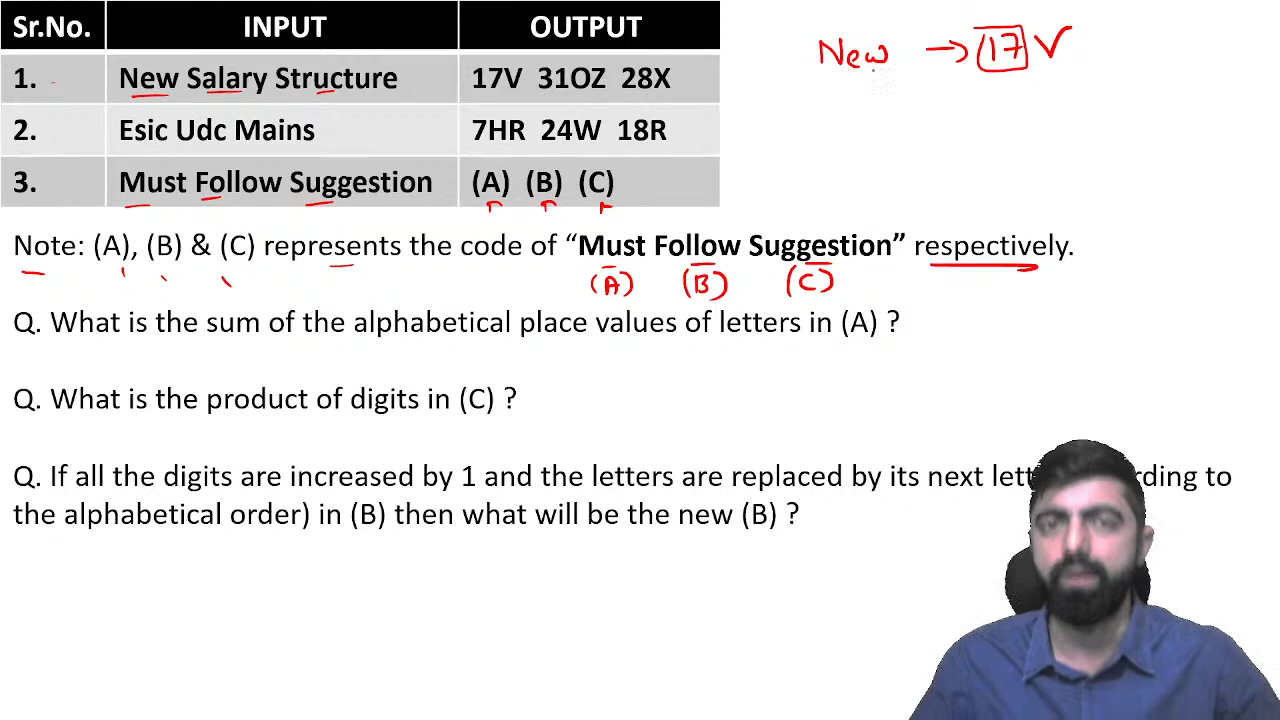 Sr.No. INPUT OUTPUT
1. New Salary Structure 17V 31OZ 28X
2. Esic Udc Mains 7HR 24W 18R
3. Must Follow Suggestion (A) (B) (C)
New → 17 V
Note: (A), (B) & (C) represents the code of “Must Follow Suggestion” respectively.
(A) (B) (C)
Q. What is the sum of the alphabetical place values of letters in (A) ?
Q. What is the product of digits in (C) ?
Q. If all the digits are increased by 1 and the letters are replaced by its next to
the alphabetical order) in (B) then what will be the new (B) ?